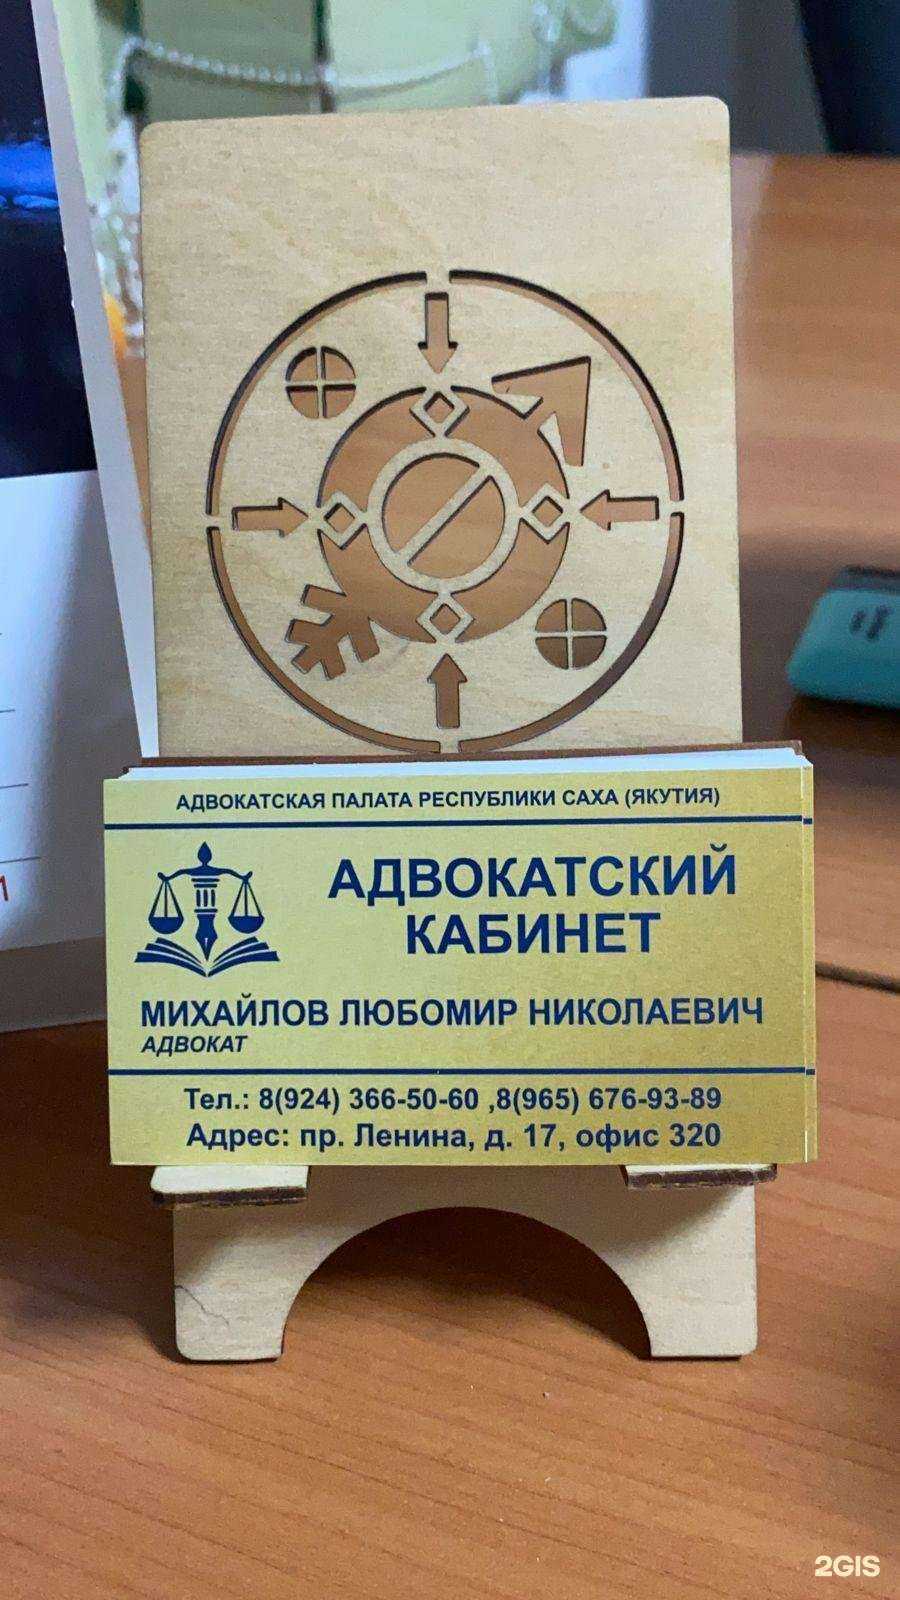 АДВОКАТСКАЯ ПАЛАТА РЕСПУБЛИКИ САХА (ЯКУТИЯ)
АДВОКАТСКИЙ
КАБИНЕТ
МИХАЙЛОВ ЛЮБОМИР НИКОЛАЕВИЧ
АДВОКАТ
Тел.: 8(924) 366-50-60 ,8(965) 676-93-89
Адрес: пр. Ленина, д. 17, офис 320
2GIS